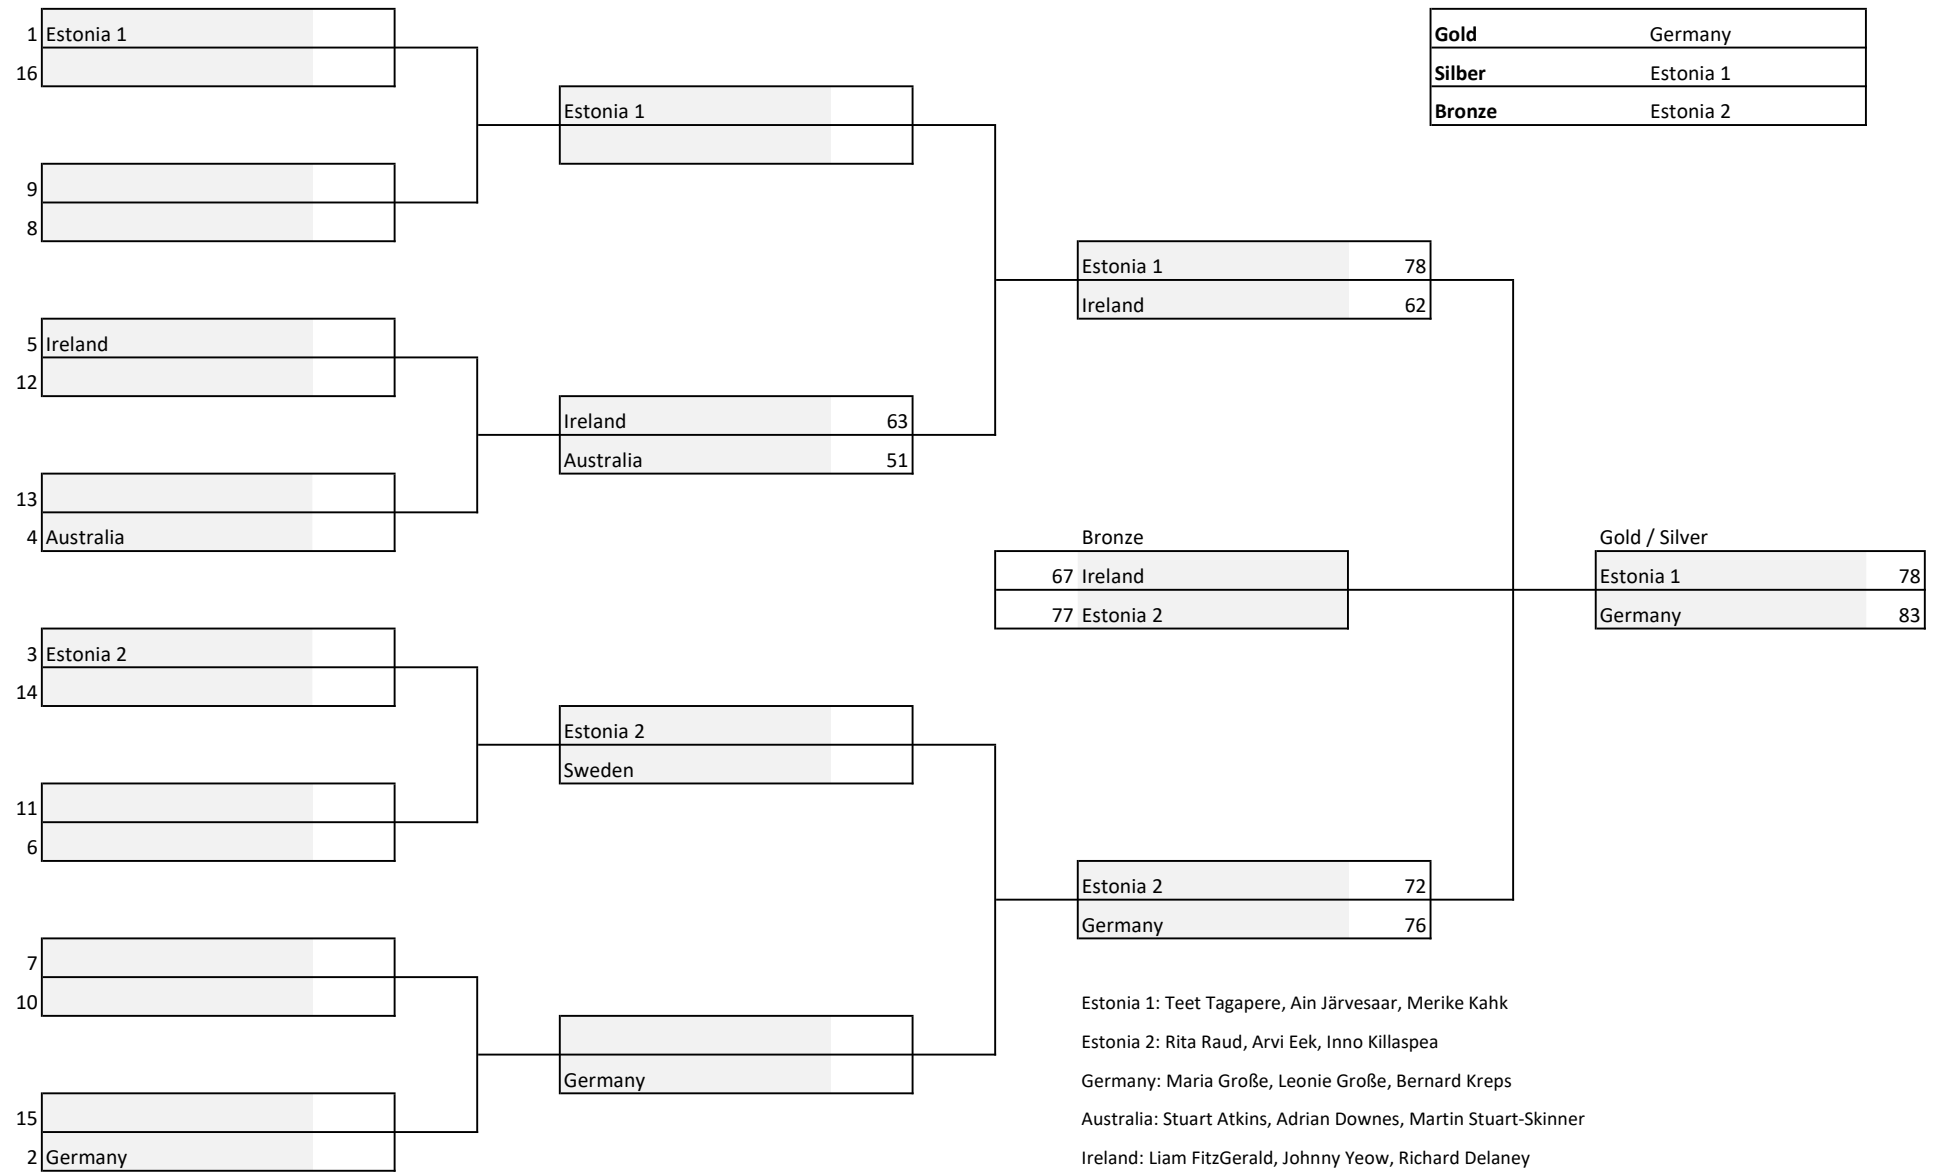 1 Estonia 1
16
9
8
5 Ireland
12
13
4 Australia
3 Estonia 2
14
11
6
7
10
15
2 Germany
Estonia 1
Ireland 63
Australia 51
Estonia 2
Sweden
Germany
Estonia 1 78
Ireland 62
Bronze
67 Ireland
77 Estonia 2
Estonia 2 72
Germany 76
Gold / Silver
Estonia 1 78
Germany 83
Gold Germany
Silber Estonia 1
Bronze Estonia 2
Estonia 1: Teet Tagapere, Ain Järvesaar, Merike Kahk
Estonia 2: Rita Raud, Arvi Eek, Inno Killaspea
Germany: Maria Große, Leonie Große, Bernard Kreps
Australia: Stuart Atkins, Adrian Downes, Martin Stuart-Skinner
Ireland: Liam FitzGerald, Johnny Yeow, Richard Delaney